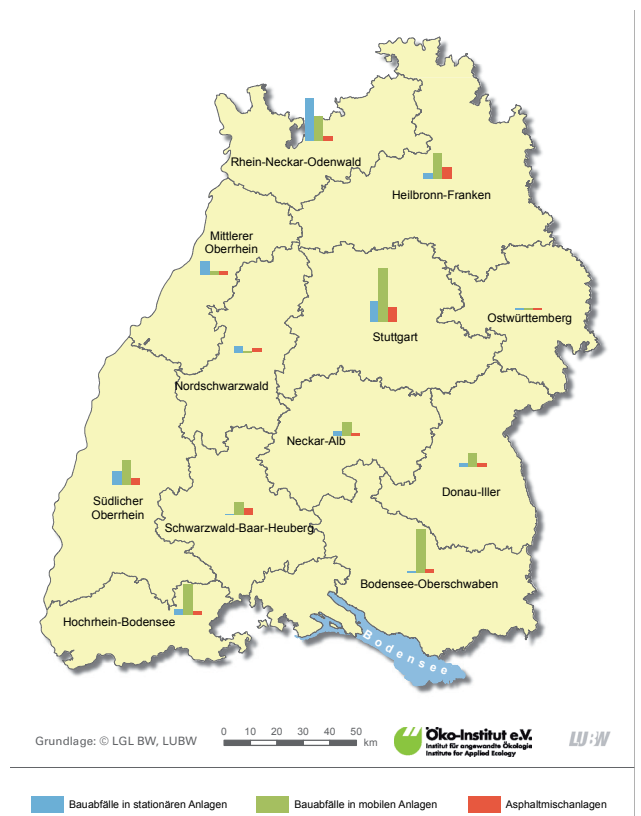 Rhein-Neckar-Odenwald
Heilbronn-Franken
Mittlerer
Oberrhein
Ostwürttemberg
Stuttgart
Nordschwarzwald
Neckar-Alb
Donau-Iller
Südlicher
Oberrhein
Schwarzwald-Baar-Heuberg
Bodensee-Oberschwaben
Hochrhein-Bodensee
Bodensee
Grundlage: © LGL BW, LUBW
0 10 20 30 40 50
km
Öko-Institut e.V.
Institut für angewandte Ökologie
Institute for Applied Ecology
LUBW
Bauabfälle in stationären Anlagen
Bauabfälle in mobilen Anlagen
Asphaltmischanlagen